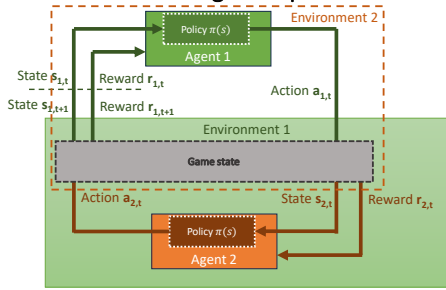 Environment 2
Policy π(s)
Agent 1
State s1,t
Reward r1,t
State s1,t+1
Reward r1,t+1
Action a1,t
Environment 1
Game state
Action a2,t
State s2,t
Reward r2,t
Policy π(s)
Agent 2